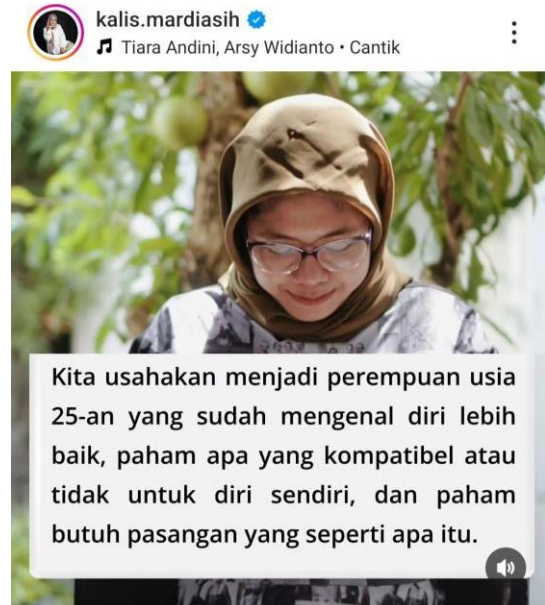 kalis.mardiasih
Tiara Andini, Arsy Widianto • Cantik
Kita usahakan menjadi perempuan usia
25-an yang sudah mengenal diri lebih
baik, paham apa yang kompatibel atau
tidak untuk diri sendiri, dan paham
butuh pasangan yang seperti apa itu.